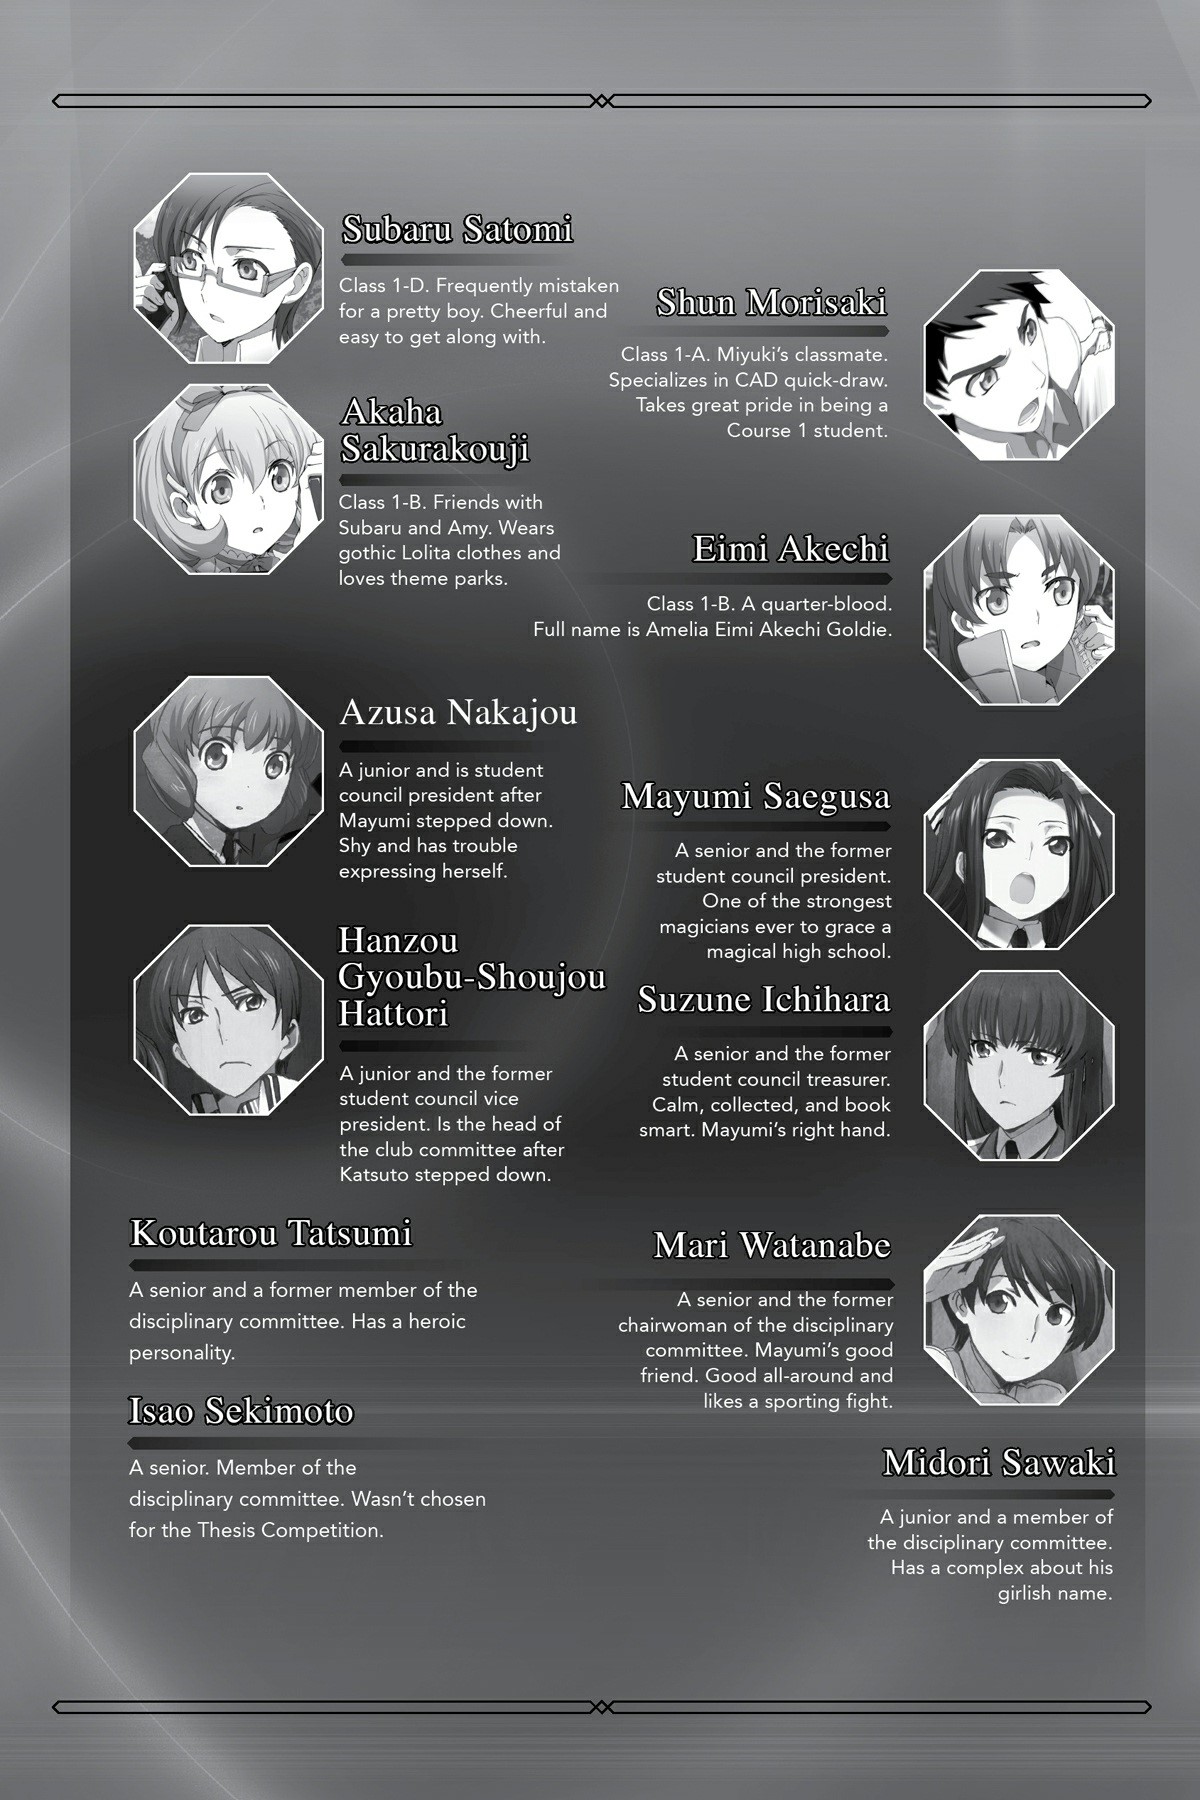 Subaru Satomi
Class 1-D. Frequently mistaken
for a pretty boy. Cheerful and
easy to get along with.
Shun Morisaki
Class 1-A. Miyuki’s classmate.
Specializes in CAD quick-draw.
Takes great pride in being a
Course 1 student.
Akaha
Sakurakouji
Class 1-B. Friends with
Subaru and Amy. Wears
gothic Lolita clothes and
loves theme parks.
Eimi Akechi
Class 1-B. A quarter-blood.
Full name is Amelia Eimi Akechi Goldie.
Azusa Nakajou
A junior and is student
council president after
Mayumi stepped down.
Shy and has trouble
expressing herself.
Mayumi Saegusa
A senior and the former
student council president.
One of the strongest
magicians ever to grace a
magical high school.
Hanzou
Gyoubu-Shoujou
Hattori
A junior and the former
student council vice
president. Is the head of
the club committee after
Katsuto stepped down.
Suzune Ichihara
A senior and the former
student council treasurer.
Calm, collected, and book
smart. Mayumi’s right hand.
Koutarou Tatsumi
A senior and a former member of the
disciplinary committee. Has a heroic
personality.
Mari Watanabe
A senior and the former
chairwoman of the disciplinary
committee. Mayumi’s good
friend. Good all-around and
likes a sporting fight.
Isao Sekimoto
A senior. Member of the
disciplinary committee. Wasn’t chosen
for the Thesis Competition.
Midori Sawaki
A junior and a member of
the disciplinary committee.
Has a complex about his
girlish name.